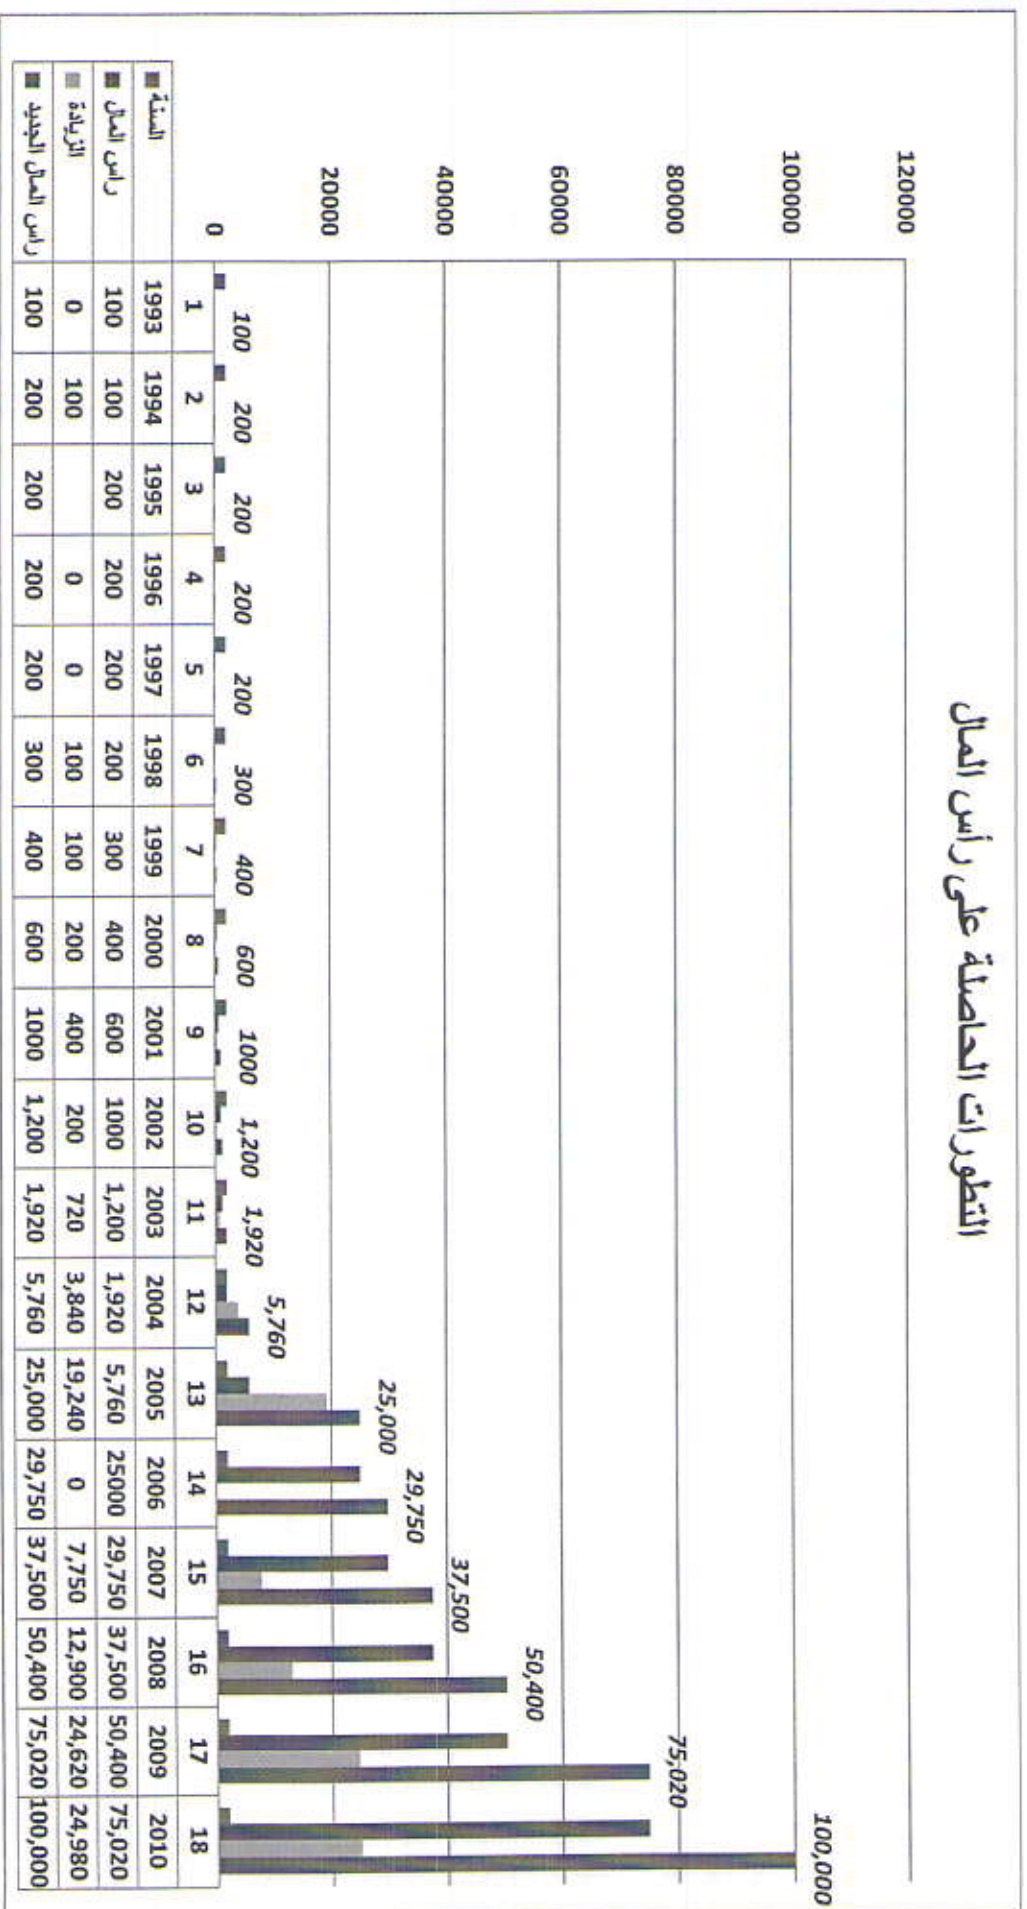 التطورات الحاصلة على رأس المال
120000
100000
80000
60000
40000
20000
0
100 200 200 200 200 300 400 600 1000 1,200 1,920 5,760 25,000 29,750 37,500 50,400 75,020 100,000
1 2 3 4 5 6 7 8 9 10 11 12 13 14 15 16 17 18
السنة 1993 1994 1995 1996 1997 1998 1999 2000 2001 2002 2003 2004 2005 2006 2007 2008 2009 2010
راس المال 100 100 200 200 200 200 300 400 600 1000 1,200 1,920 5,760 25000 29,750 37,500 50,400 75,020
الزيادة 0 100 0 0 100 100 200 400 200 720 3,840 19,240 0 7,750 12,900 24,620 24,980
راس المال الجديد 100 200 200 200 200 300 400 600 1000 1,200 1,920 5,760 25,000 29,750 37,500 50,400 75,020 100,000